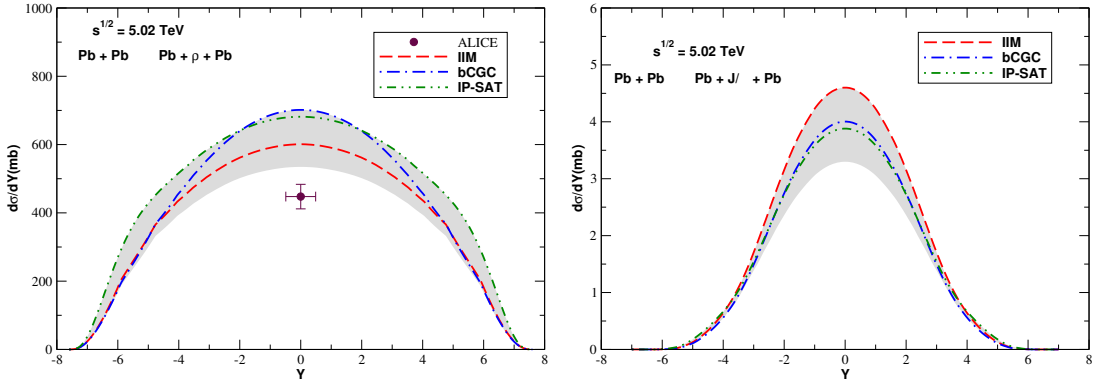 1000
800
600
400
200
0
dσ/dY(mb)
s^1/2 = 5.02 TeV
Pb + Pb Pb + ρ + Pb
ALICE
IIM
bCGC
IP-SAT
-8 -6 -4 -2 0 2 4 6 8
Y
6
5
4
3
2
1
0
dσ/dY(mb)
s^1/2 = 5.02 TeV
Pb + Pb Pb + J/ + Pb
IIM
bCGC
IP-SAT
-8 -6 -4 -2 0 2 4 6 8
Y